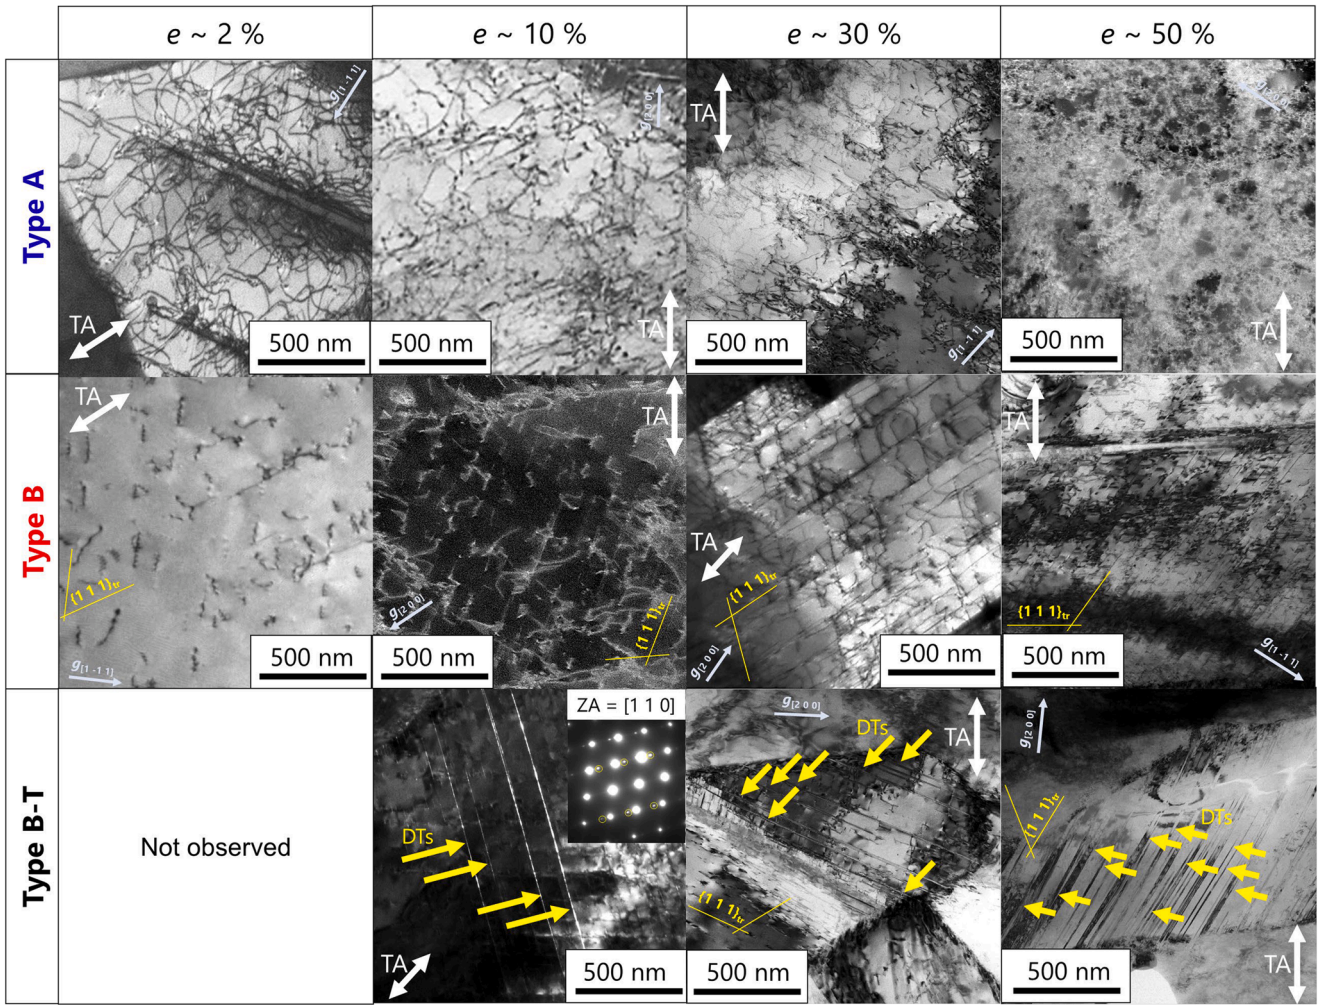 e ~ 2 %
e ~ 10 %
e ~ 30 %
e ~ 50 %
Type A
g[1 -1 1]
TA
500 nm
g[2 0 0]
TA
500 nm
TA
g[1 -1 1]
500 nm
g[2 0 0]
TA
500 nm
Type B
TA
{1 1 1}tr
g[1 -1 1]
500 nm
TA
g[2 0 0]
{1 1 1}tr
500 nm
TA
{1 1 1}tr
g[2 0 0]
500 nm
TA
{1 1 1}tr
g[1 -1 1]
500 nm
Type B-T
Not observed
ZA = [1 1 0]
DTs
TA
500 nm
g[2 0 0]
DTs
TA
{1 1 1}tr
500 nm
g[2 0 0]
{1 1 1}tr
DTs
TA
500 nm